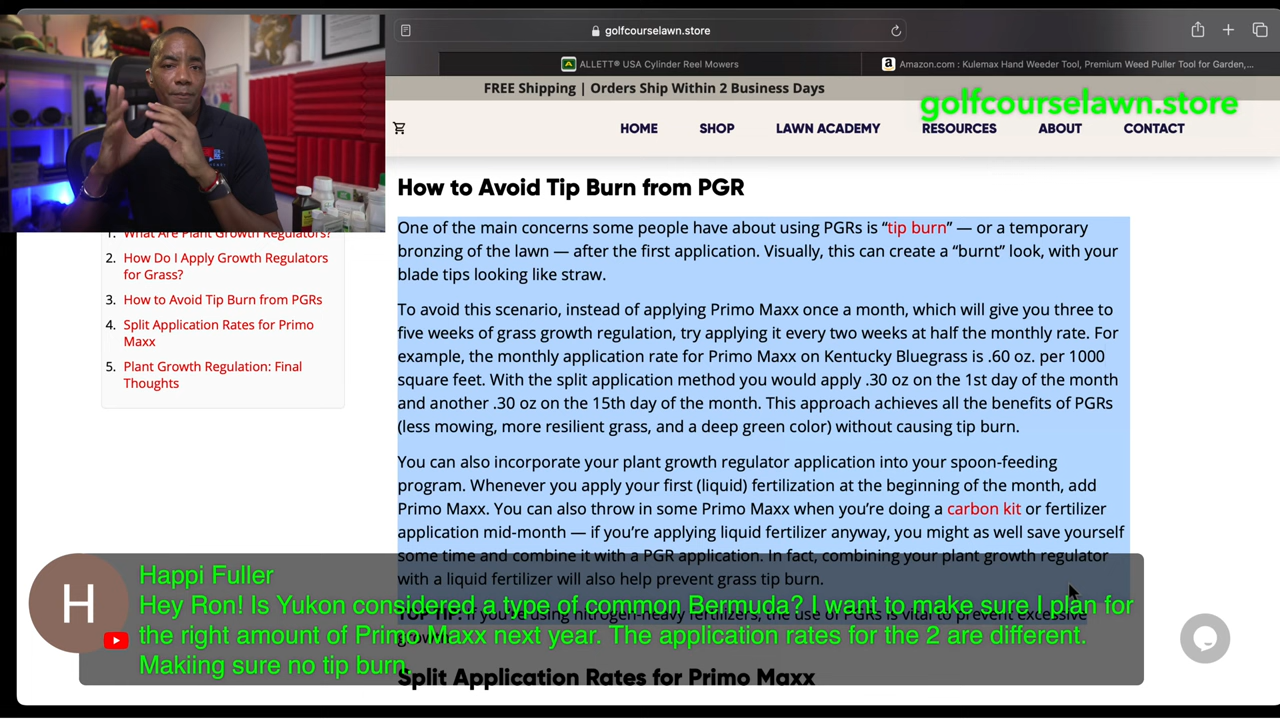 golfcourselawn.store
ALLETT® USA Cylinder Reel Mowers
Amazon.com : Kulemax Hand Weeder Tool, Premium Weed Puller Tool for Garden,...
FREE Shipping | Orders Ship Within 2 Business Days
golfcourselawn.store
HOME SHOP LAWN ACADEMY RESOURCES ABOUT CONTACT
1. What Are Plant Growth Regulators?
2. How Do I Apply Growth Regulators
for Grass?
3. How to Avoid Tip Burn from PGRs
4. Split Application Rates for Primo
Maxx
5. Plant Growth Regulation: Final
Thoughts
How to Avoid Tip Burn from PGR
One of the main concerns some people have about using PGRs is “tip burn” — or a temporary
bronzing of the lawn — after the first application. Visually, this can create a “burnt” look, with your
blade tips looking like straw.
To avoid this scenario, instead of applying Primo Maxx once a month, which will give you three to
five weeks of grass growth regulation, try applying it every two weeks at half the monthly rate. For
example, the monthly application rate for Primo Maxx on Kentucky Bluegrass is .60 oz. per 1000
square feet. With the split application method you would apply .30 oz on the 1st day of the month
and another .30 oz on the 15th day of the month. This approach achieves all the benefits of PGRs
(less mowing, more resilient grass, and a deep green color) without causing tip burn.
You can also incorporate your plant growth regulator application into your spoon-feeding
program. Whenever you apply your first (liquid) fertilization at the beginning of the month, add
Primo Maxx. You can also throw in some Primo Maxx when you’re doing a carbon kit or fertilizer
application mid-month — if you’re applying liquid fertilizer anyway, you might as well save yourself
some time and combine it with a PGR application. In fact, combining your plant growth regulator
with a liquid fertilizer will also help prevent grass tip burn.
TOP TIP: If you’re using nitrogen-heavy fertilizers, the use of PGRs is vital to prevent excessive
Split Application Rates for Primo Maxx
H
Happi Fuller
Hey Ron! Is Yukon considered a type of common Bermuda? I want to make sure I plan for
the right amount of Primo Maxx next year. The application rates for the 2 are different.
Makiing sure no tip burn.